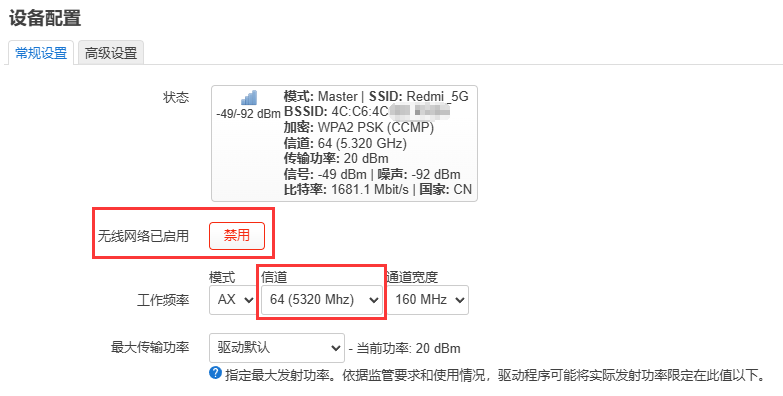 设备配置
常规设置 高级设置
状态
-49/-92 dBm
模式: Master | SSID: Redmi_5G
BSSID: 4C:C6:4C
加密: WPA2 PSK (CCMP)
信道: 64 (5.320 GHz)
传输功率: 20 dBm
信号: -49 dBm | 噪声: -92 dBm
比特率: 1681.1 Mbit/s | 国家: CN
无线网络已启用 禁用
模式 信道 通道宽度
工作频率 AX 64 (5320 Mhz) 160 MHz
最大传输功率 驱动默认 - 当前功率: 20 dBm
指定最大发射功率。依据监管要求和使用情况，驱动程序可能将实际发射功率限定在此值以下。